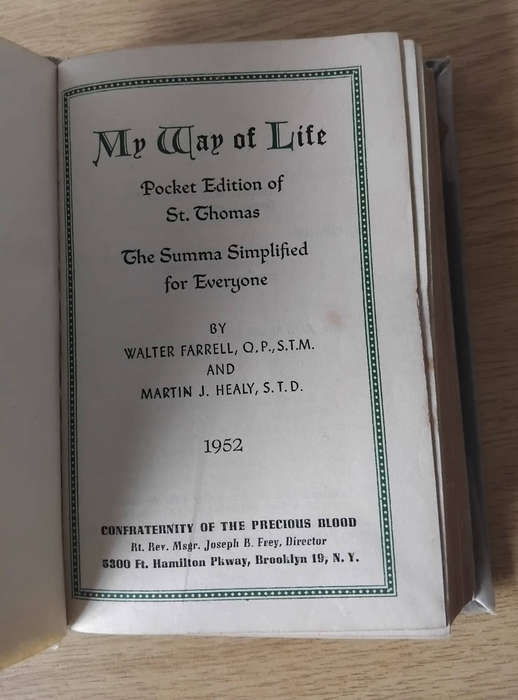 My Way of Life
Pocket Edition of
St. Thomas
The Summa Simplified
for Everyone
BY
WALTER FARRELL, O.P., S.T.M.
AND
MARTIN J. HEALY, S.T.D.
1952
CONFRATERNITY OF THE PRECIOUS BLOOD
Rt. Rev. Msgr. Joseph B. Frey, Director
5300 Ft. Hamilton Pkway, Brooklyn 19, N. Y.